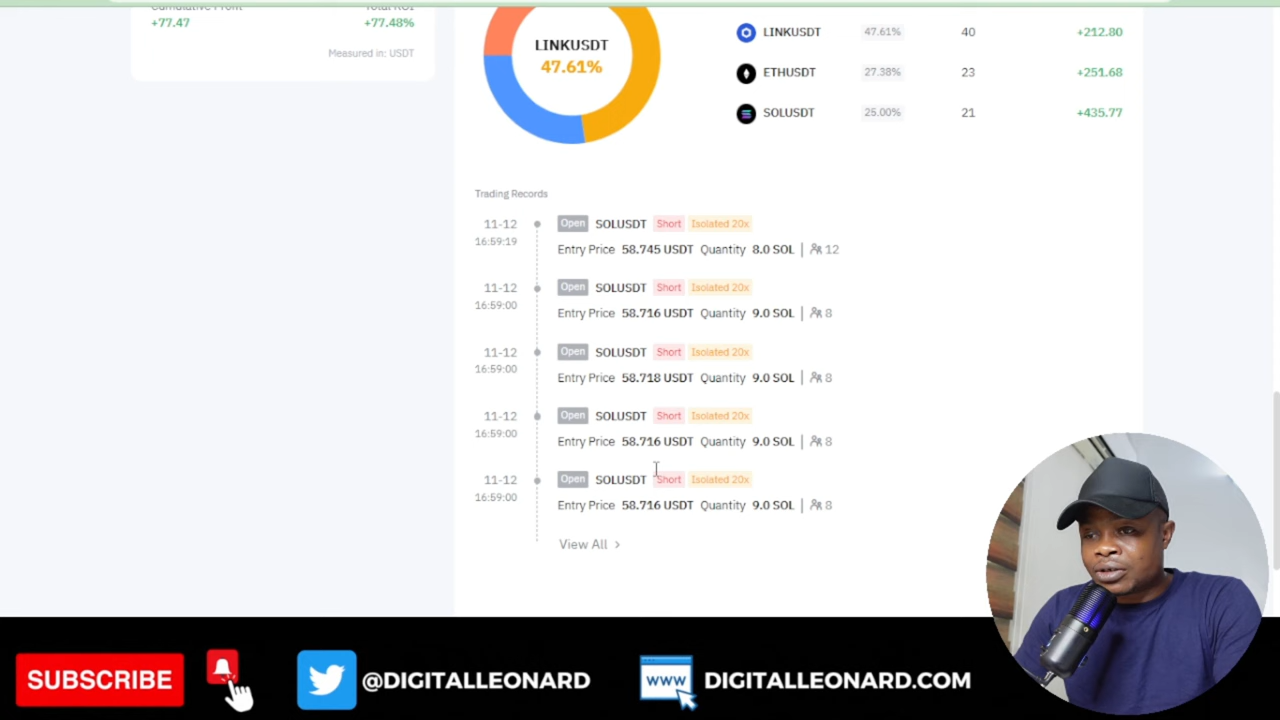 Cumulative Profit Total ROI
+77.47 +77.48%
Measured in: USDT
LINKUSDT
47.61%
LINKUSDT 47.61% 40 +212.80
ETHUSDT 27.38% 23 +251.68
SOLUSDT 25.00% 21 +435.77
Trading Records
11-12 Open SOLUSDT Short Isolated 20x
16:59:19 Entry Price 58.745 USDT Quantity 8.0 SOL | 12
11-12 Open SOLUSDT Short Isolated 20x
16:59:00 Entry Price 58.716 USDT Quantity 9.0 SOL | 8
11-12 Open SOLUSDT Short Isolated 20x
16:59:00 Entry Price 58.718 USDT Quantity 9.0 SOL | 8
11-12 Open SOLUSDT Short Isolated 20x
16:59:00 Entry Price 58.716 USDT Quantity 9.0 SOL | 8
11-12 Open SOLUSDT Short Isolated 20x
16:59:00 Entry Price 58.716 USDT Quantity 9.0 SOL | 8
View All >
SUBSCRIBE @DIGITALLEONARD www DIGITALLEONARD.COM